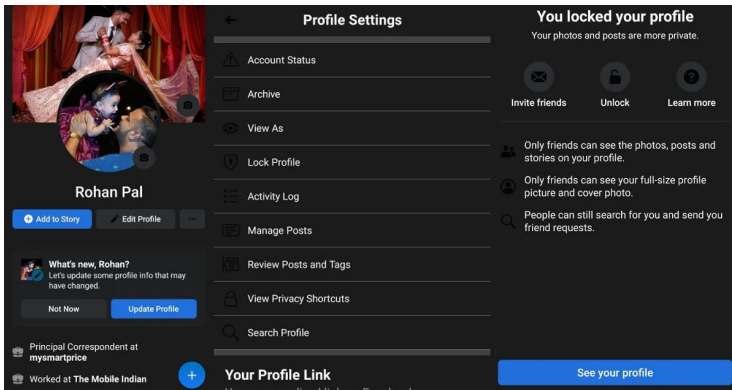 Rohan Pal
Add to Story
Edit Profile
What's new, Rohan?
Let's update some profile info that may
have changed.
Not Now
Update Profile
Principal Correspondent at
mysmartprice
Worked at The Mobile Indian
Profile Settings
Account Status
Archive
View As
Lock Profile
Activity Log
Manage Posts
Review Posts and Tags
View Privacy Shortcuts
Search Profile
Your Profile Link
You locked your profile
Your photos and posts are more private.
Invite friends
Unlock
Learn more
Only friends can see the photos, posts and
stories on your profile.
Only friends can see your full-size profile
picture and cover photo.
People can still search for you and send you
friend requests.
See your profile